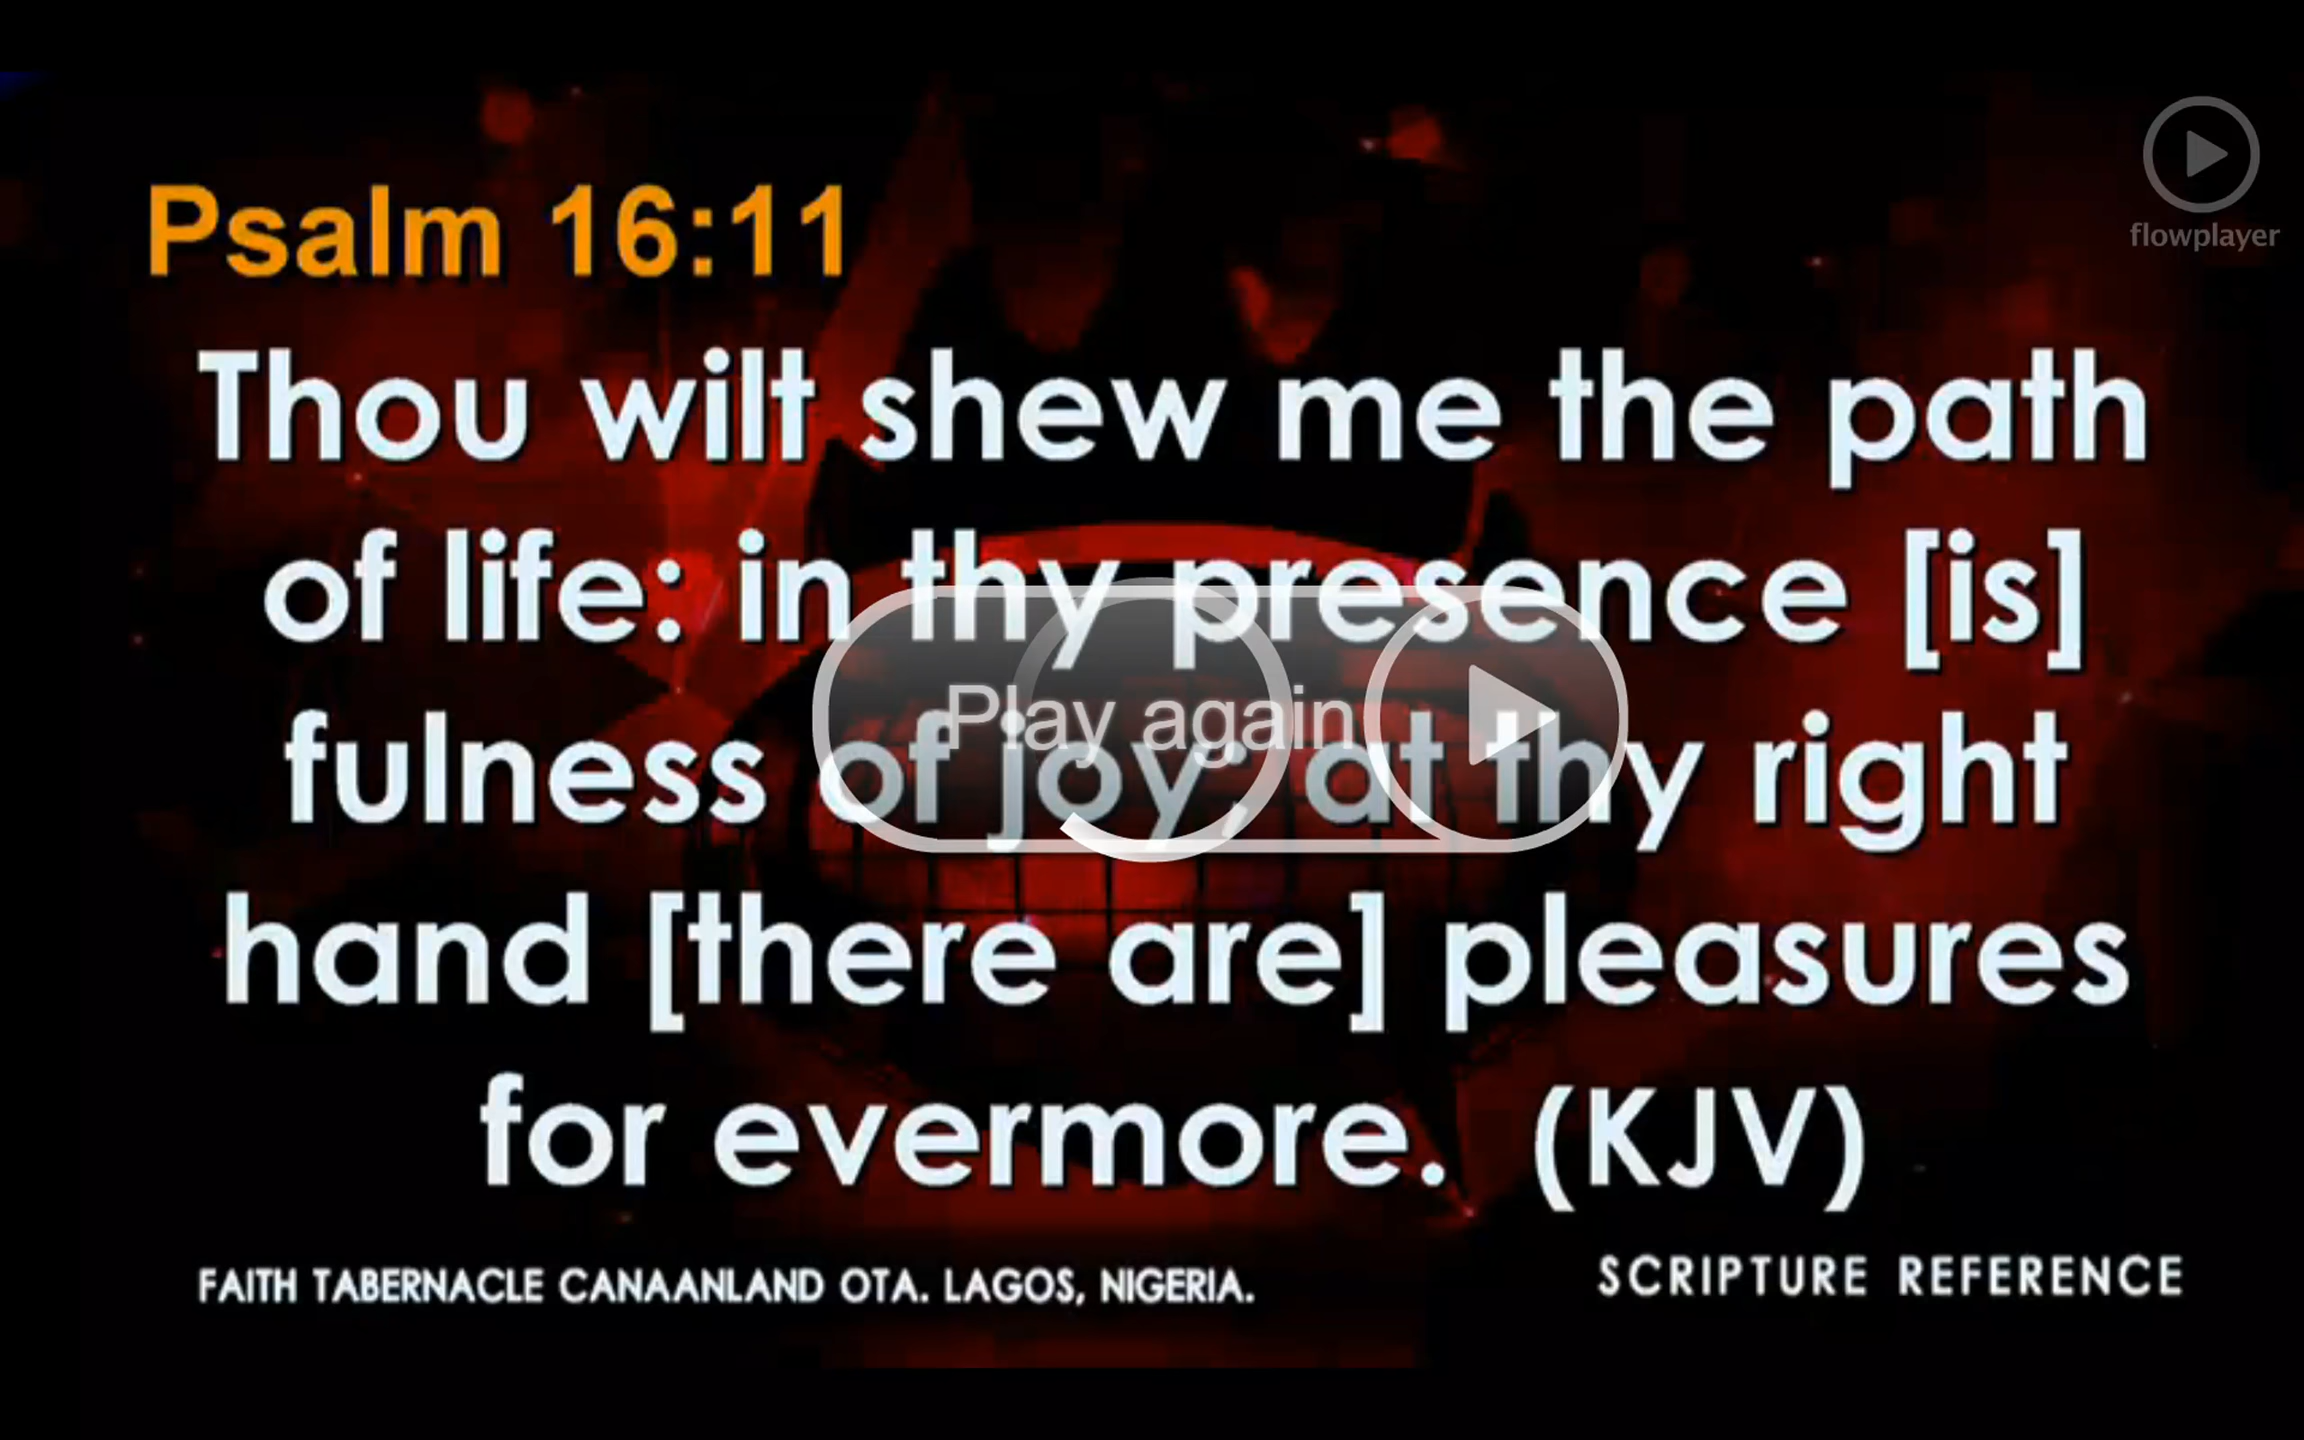 flowplayer
Psalm 16:11
Thou wilt shew me the path
of life: in thy presence [is]
fulness of joy; at thy right
Play again
hand [there are] pleasures
for evermore. (KJV)
FAITH TABERNACLE CANAANLAND OTA. LAGOS, NIGERIA.
SCRIPTURE REFERENCE